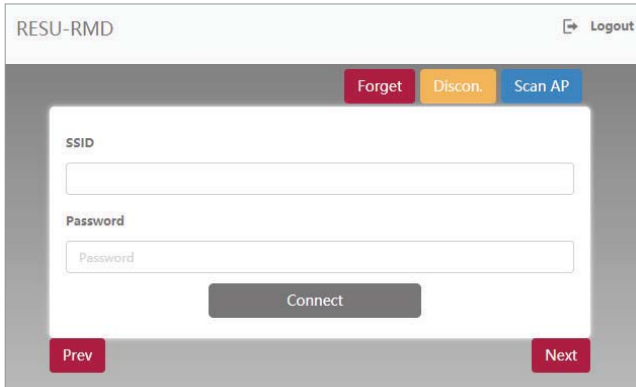 RESU-RMD
Logout
Forget Discon. Scan AP
SSID
Password
Password
Connect
Prev Next